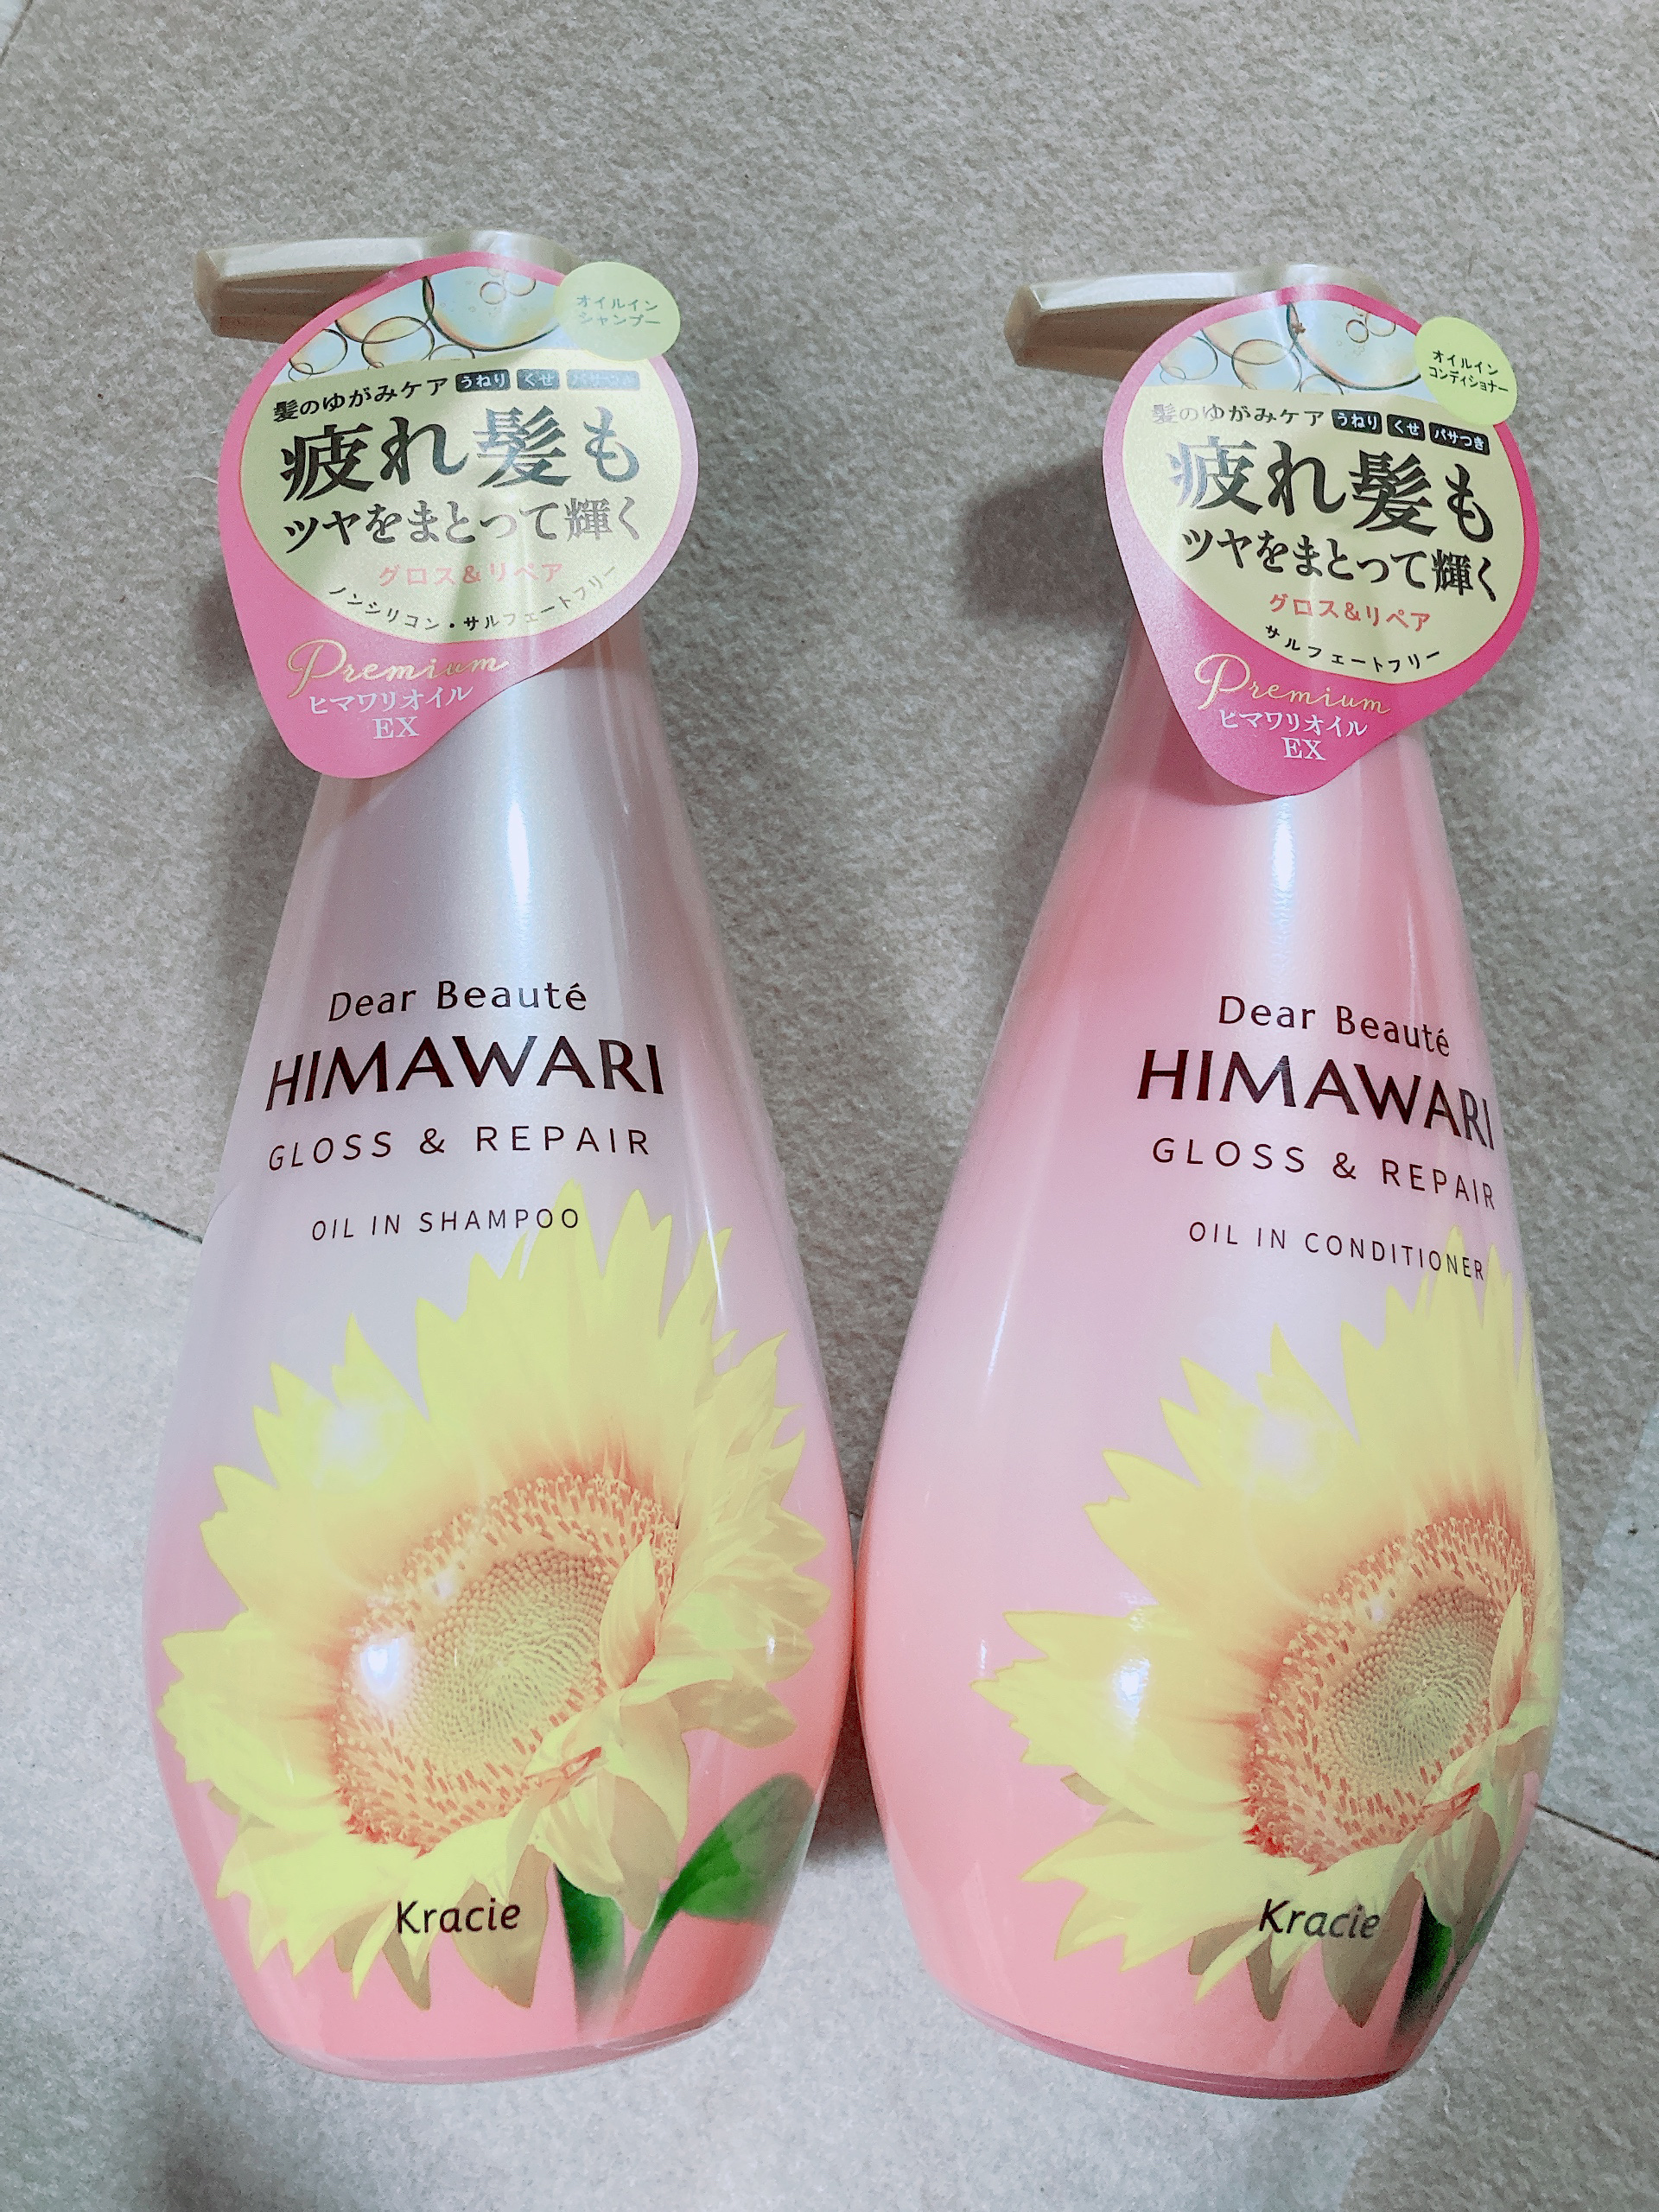 オイルイン
シャンプー
髪のゆがみケア うねり くせ パサつき
疲れ髪も
ツヤをまとって輝く
グロス&リペア
ノンシリコン・サルフェートフリー
Premium
ヒマワリオイル
EX
Dear Beauté
HIMAWARI
GLOSS & REPAIR
OIL IN SHAMPOO
Kracie
オイルイン
コンディショナー
髪のゆがみケア うねり くせ パサつき
疲れ髪も
ツヤをまとって輝く
グロス&リペア
サルフェートフリー
Premium
ヒマワリオイル
EX
Dear Beauté
HIMAWARI
GLOSS & REPAIR
OIL IN CONDITIONER
Kracie